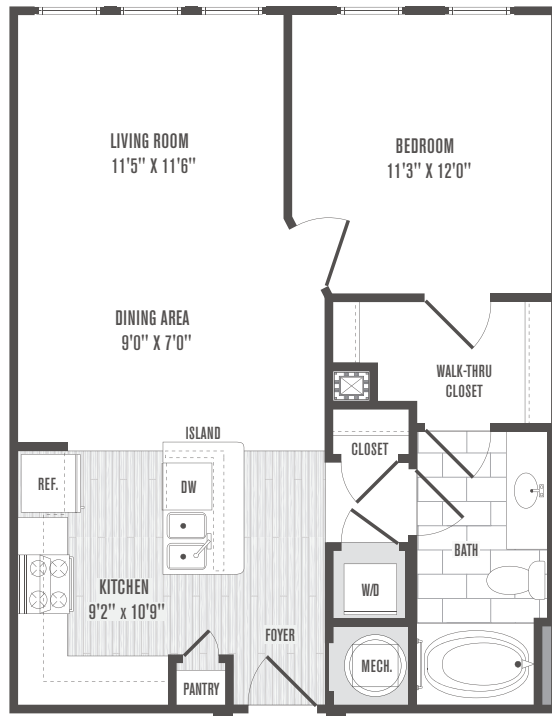 LIVING ROOM
11'5" X 11'6"
BEDROOM
11'3" X 12'0"
DINING AREA
9'0" X 7'0"
WALK-THRU
CLOSET
ISLAND
CLOSET
REF.
DW
BATH
KITCHEN
9'2" x 10'9"
W/D
FOYER
MECH.
PANTRY